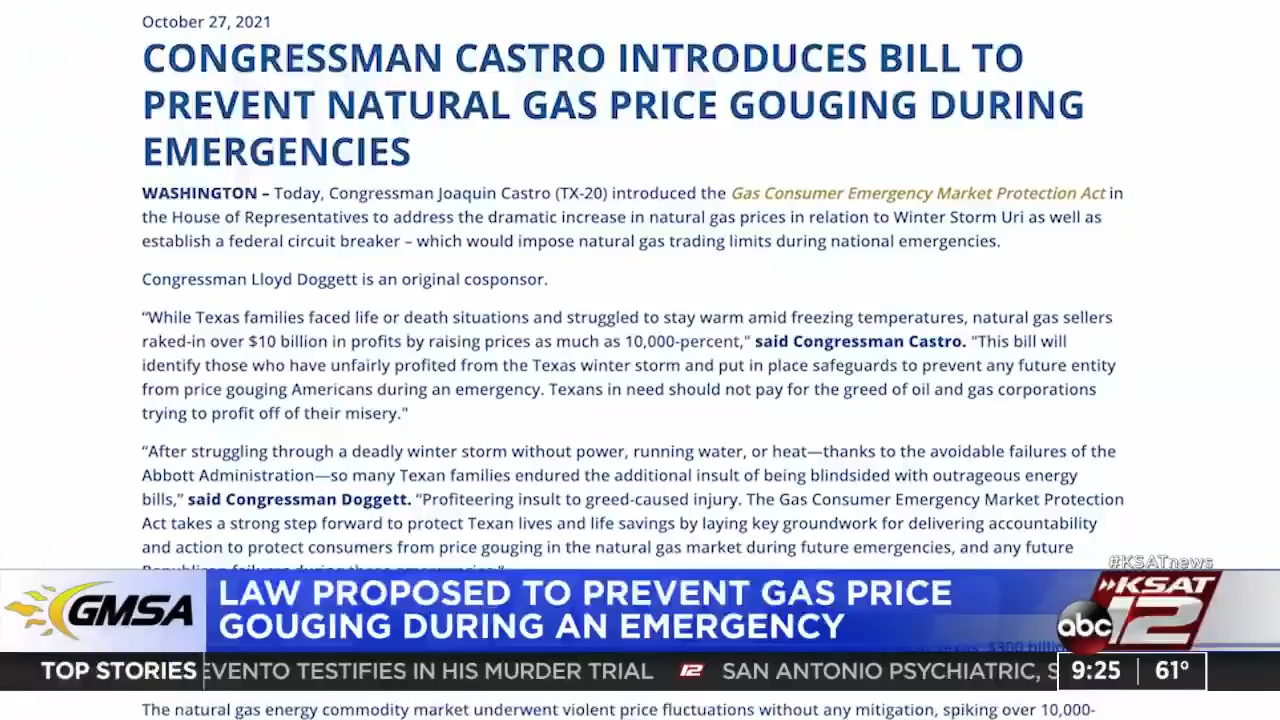 October 27, 2021
CONGRESSMAN CASTRO INTRODUCES BILL TO
PREVENT NATURAL GAS PRICE GOUGING DURING
EMERGENCIES
WASHINGTON – Today, Congressman Joaquin Castro (TX-20) introduced the Gas Consumer Emergency Market Protection Act in
the House of Representatives to address the dramatic increase in natural gas prices in relation to Winter Storm Uri as well as
establish a federal circuit breaker – which would impose natural gas trading limits during national emergencies.
Congressman Lloyd Doggett is an original cosponsor.
“While Texas families faced life or death situations and struggled to stay warm amid freezing temperatures, natural gas sellers
raked-in over $10 billion in profits by raising prices as much as 10,000-percent,” said Congressman Castro. "This bill will
identify those who have unfairly profited from the Texas winter storm and put in place safeguards to prevent any future entity
from price gouging Americans during an emergency. Texans in need should not pay for the greed of oil and gas corporations
trying to profit off of their misery."
“After struggling through a deadly winter storm without power, running water, or heat—thanks to the avoidable failures of the
Abbott Administration—so many Texan families endured the additional insult of being blindsided with outrageous energy
bills,” said Congressman Doggett. “Profiteering insult to greed-caused injury. The Gas Consumer Emergency Market Protection
Act takes a strong step forward to protect Texan lives and life savings by laying key groundwork for delivering accountability
and action to protect consumers from price gouging in the natural gas market during future emergencies, and any future
#KSATnews
GMSA
LAW PROPOSED TO PREVENT GAS PRICE
GOUGING DURING AN EMERGENCY
abc
KSAT
12
TOP STORIES
EVENTO TESTIFIES IN HIS MURDER TRIAL 12 SAN ANTONIO PSYCHIATRIC, S
9:25 61°
The natural gas energy commodity market underwent violent price fluctuations without any mitigation, spiking over 10,000-